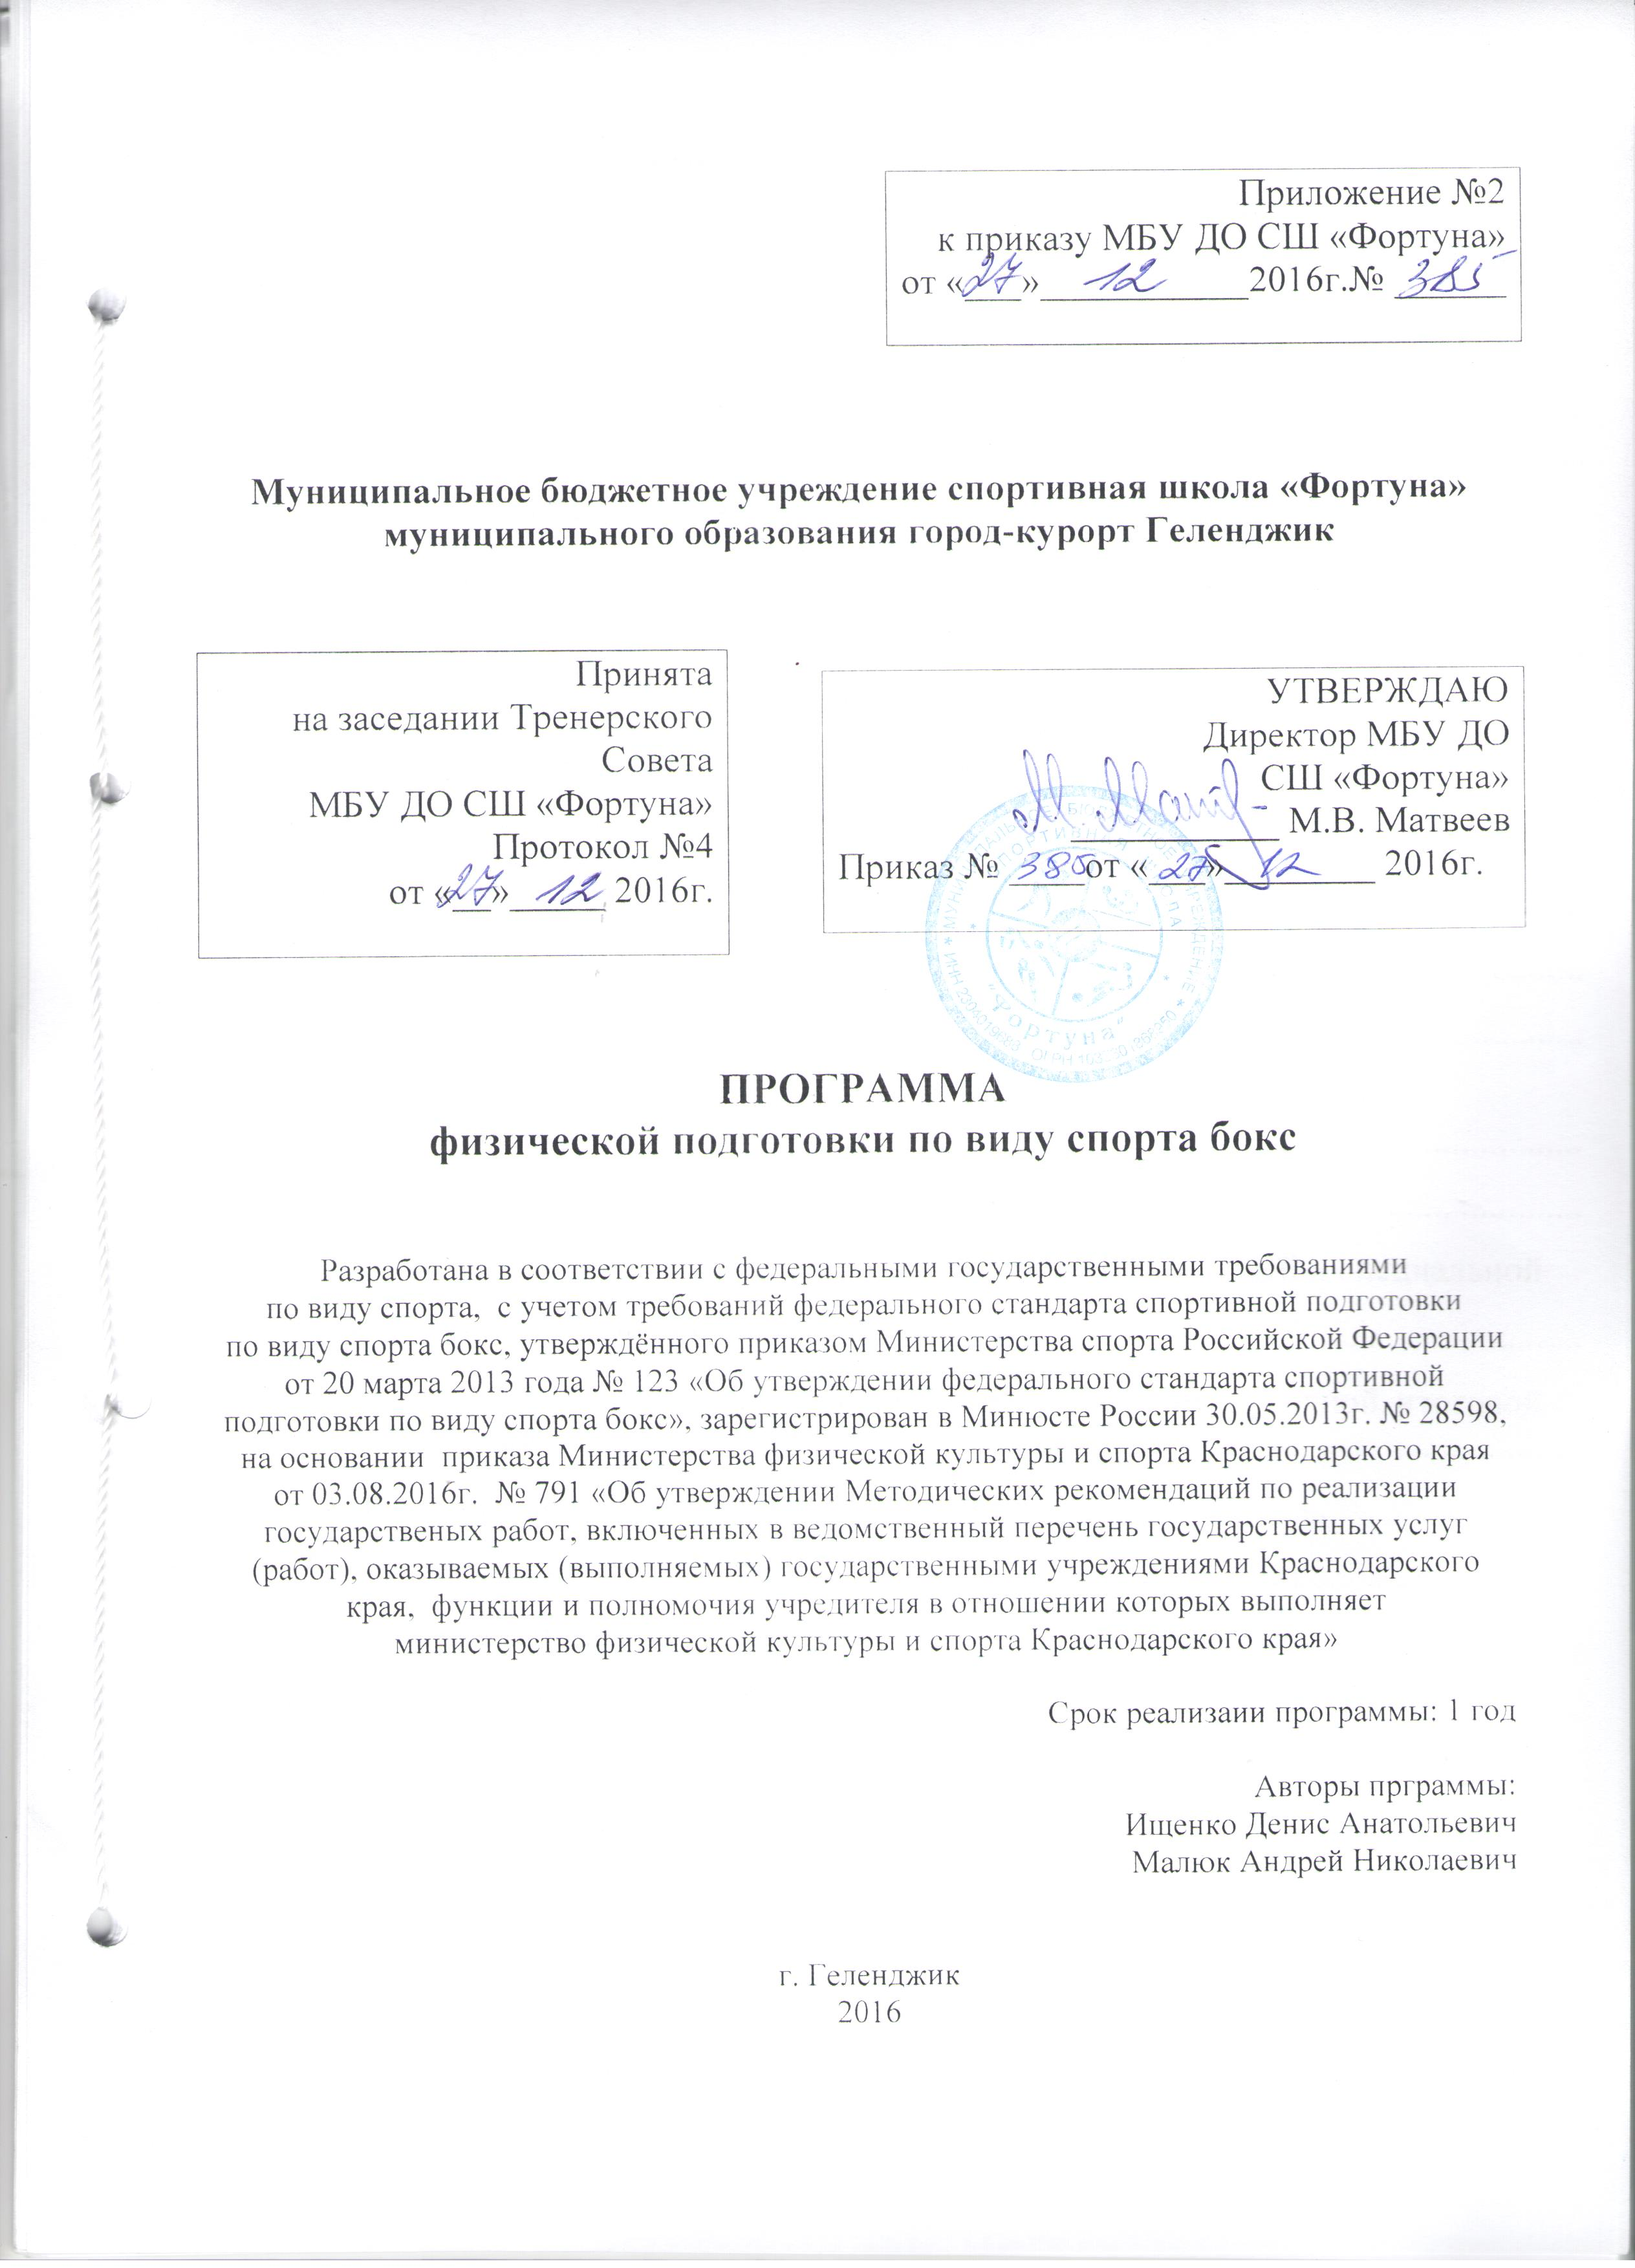 Приложение №2
к приказу МБУ ДО СШ «Фортуна»
от «27» 12 2016г.№ 385
Муниципальное бюджетное учреждение спортивная школа «Фортуна»
муниципального образования город-курорт Геленджик
Принята
на заседании Тренерского
Совета
МБУ ДО СШ «Фортуна»
Протокол №4
от «27» 12 2016г.
УТВЕРЖДАЮ
Директор МБУ ДО
СШ «Фортуна»
М.В. Матвеев
Приказ № 385 от «27» 12 2016г.
"Фортуна"
ПРОГРАММА
физической подготовки по виду спорта бокс
Разработана в соответствии с федеральными государственными требованиями
по виду спорта, с учетом требований федерального стандарта спортивной подготовки
по виду спорта бокс, утверждённого приказом Министерства спорта Российской Федерации
от 20 марта 2013 года № 123 «Об утверждении федерального стандарта спортивной
подготовки по виду спорта бокс», зарегистрирован в Минюсте России 30.05.2013г. № 28598,
на основании приказа Министерства физической культуры и спорта Краснодарского края
от 03.08.2016г. № 791 «Об утверждении Методических рекомендаций по реализации
государственых работ, включенных в ведомственный перечень государственных услуг
(работ), оказываемых (выполняемых) государственными учреждениями Краснодарского
края, функции и полномочия учредителя в отношении которых выполняет
министерство физической культуры и спорта Краснодарского края»
Срок реализаии программы: 1 год
Авторы прграммы:
Ищенко Денис Анатольевич
Малюк Андрей Николаевич
г. Геленджик
2016